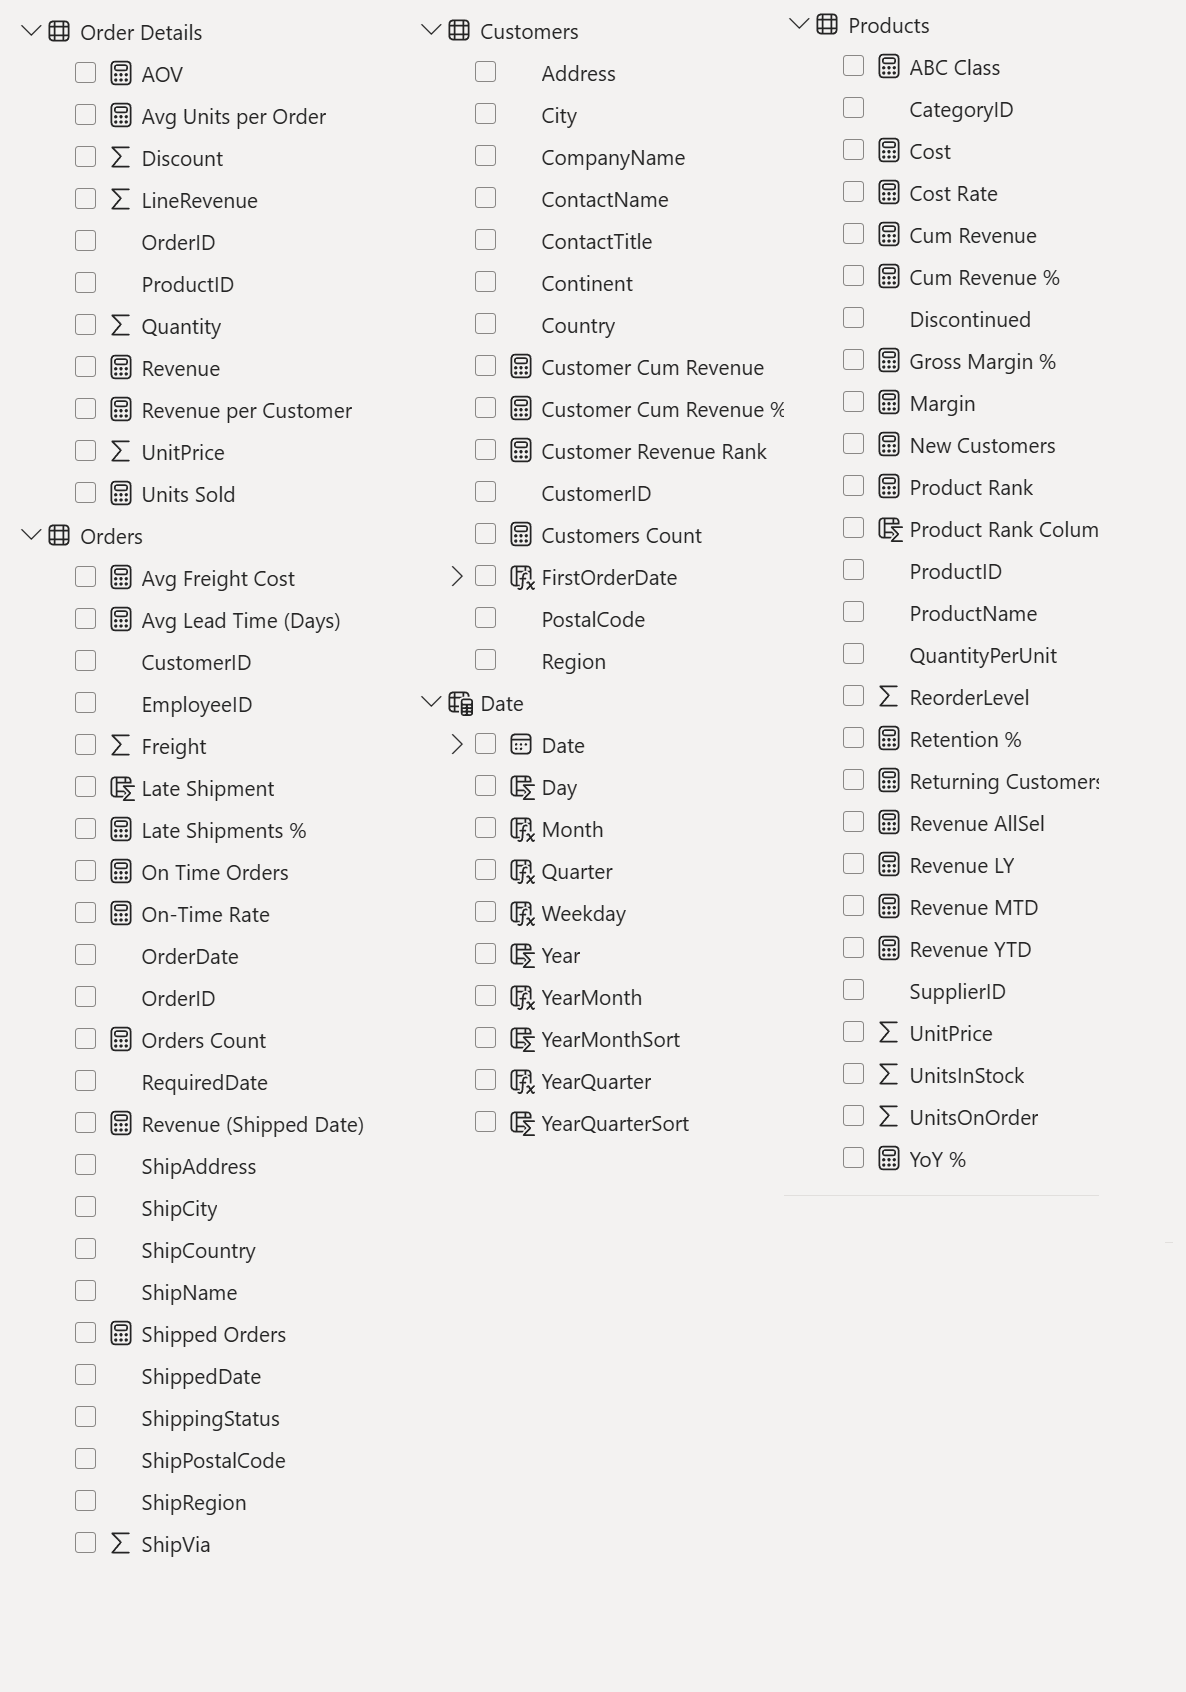 Order Details
AOV
Avg Units per Order
Discount
LineRevenue
OrderID
ProductID
Quantity
Revenue
Revenue per Customer
UnitPrice
Units Sold
Orders
Avg Freight Cost
Avg Lead Time (Days)
CustomerID
EmployeeID
Freight
Late Shipment
Late Shipments %
On Time Orders
On-Time Rate
OrderDate
OrderID
Orders Count
RequiredDate
Revenue (Shipped Date)
ShipAddress
ShipCity
ShipCountry
ShipName
Shipped Orders
ShippedDate
ShippingStatus
ShipPostalCode
ShipRegion
ShipVia
Customers
Address
City
CompanyName
ContactName
ContactTitle
Continent
Country
Customer Cum Revenue
Customer Cum Revenue %
Customer Revenue Rank
CustomerID
Customers Count
FirstOrderDate
PostalCode
Region
Date
Date
Day
Month
Quarter
Weekday
Year
YearMonth
YearMonthSort
YearQuarter
YearQuarterSort
Products
ABC Class
CategoryID
Cost
Cost Rate
Cum Revenue
Cum Revenue %
Discontinued
Gross Margin %
Margin
New Customers
Product Rank
Product Rank Colum
ProductID
ProductName
QuantityPerUnit
ReorderLevel
Retention %
Returning Customers
Revenue AllSel
Revenue LY
Revenue MTD
Revenue YTD
SupplierID
UnitPrice
UnitsInStock
UnitsOnOrder
YoY %